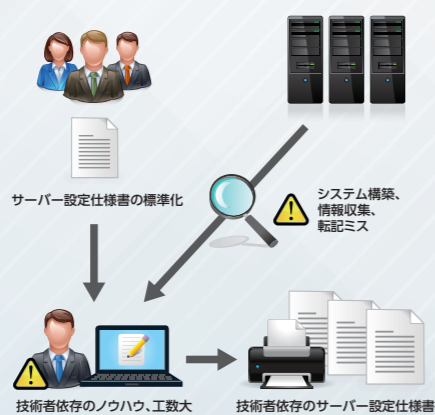 サーバー設定仕様書の標準化
システム構築、
情報収集、
転記ミス
技術者依存のノウハウ、工数大
技術者依存のサーバー設定仕様書